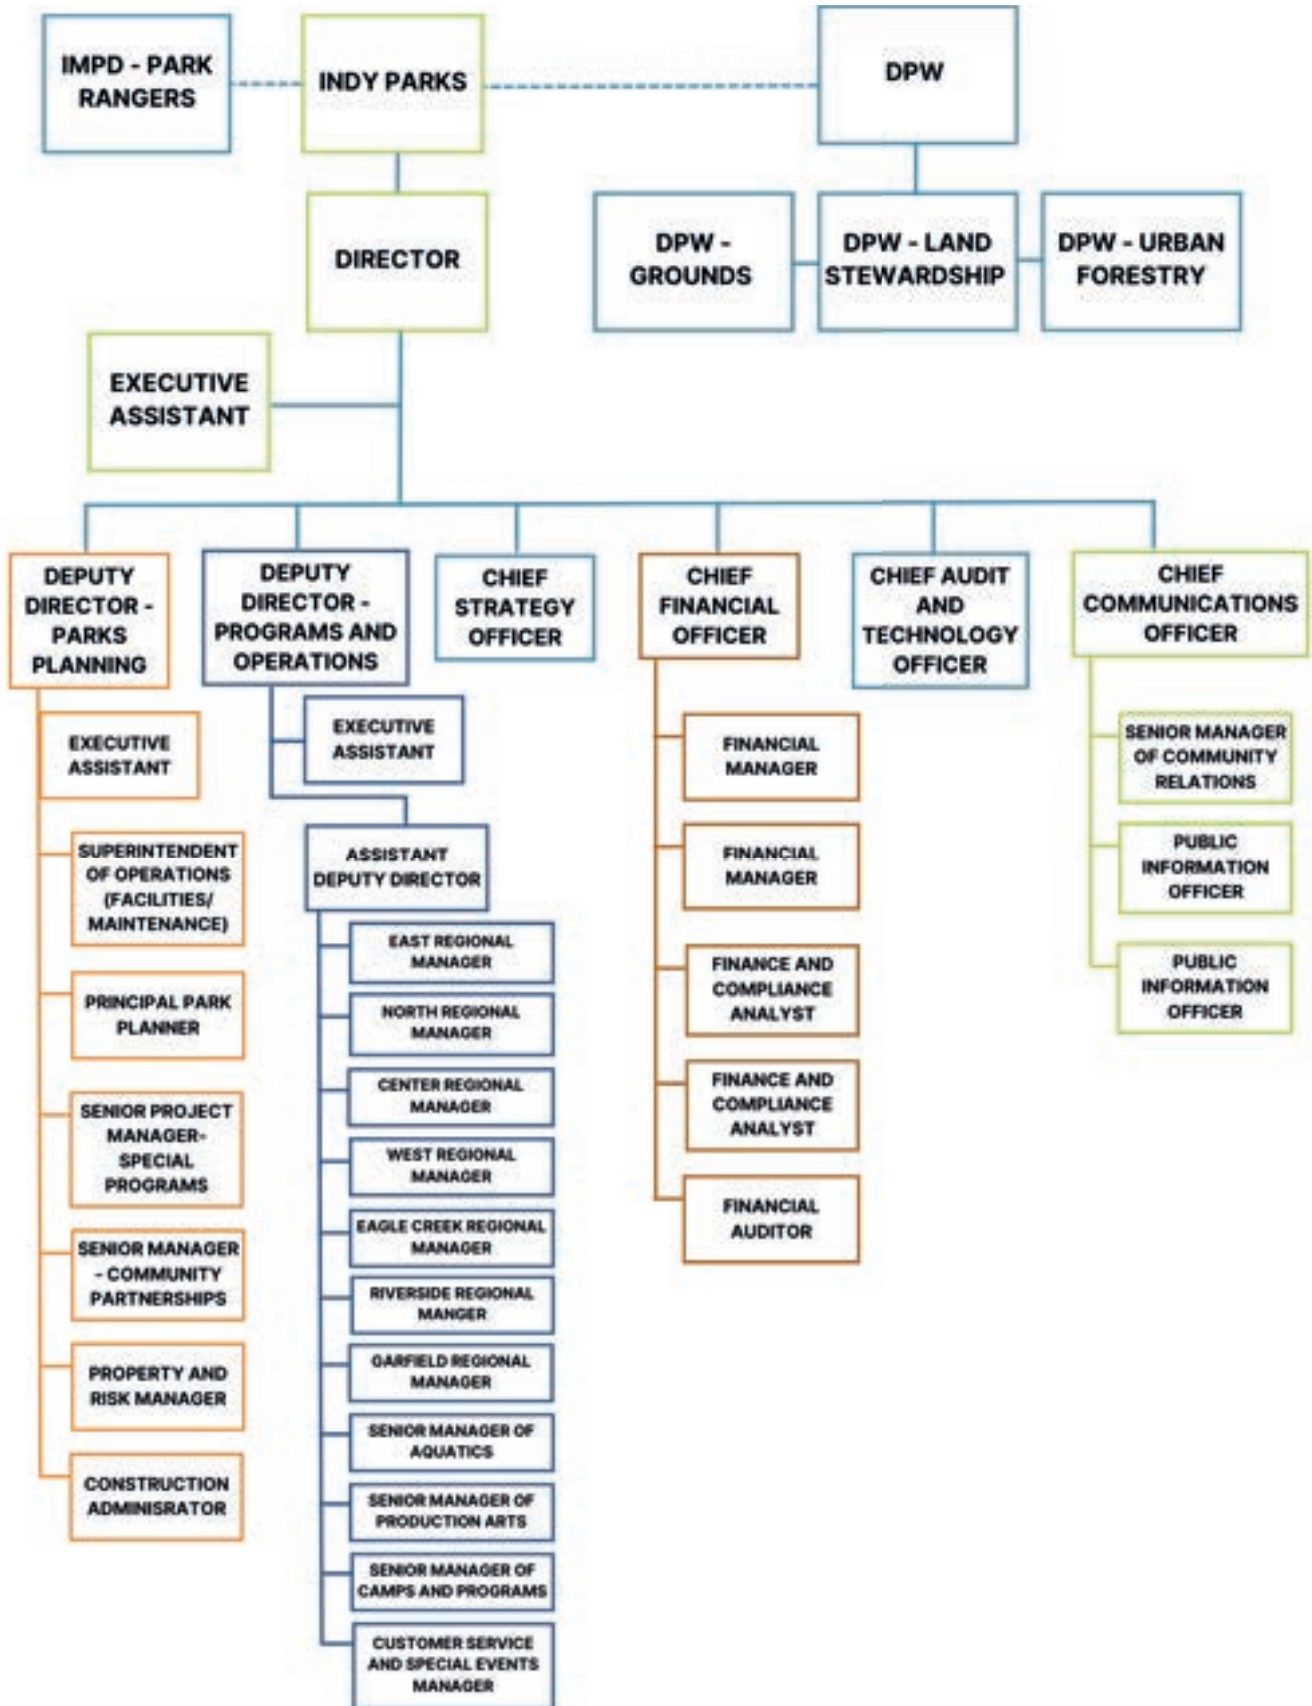 IMPD - PARK
RANGERS
INDY PARKS
DPW
DIRECTOR
DPW -
GROUNDS
DPW - LAND
STEWARDSHIP
DPW - URBAN
FORESTRY
EXECUTIVE
ASSISTANT
DEPUTY
DIRECTOR -
PARKS
PLANNING
EXECUTIVE
ASSISTANT
SUPERINTENDENT
OF OPERATIONS
(FACILITIES/
MAINTENANCE)
PRINCIPAL PARK
PLANNER
SENIOR PROJECT
MANAGER-
SPECIAL
PROGRAMS
SENIOR MANAGER
- COMMUNITY
PARTNERSHIPS
PROPERTY AND
RISK MANAGER
CONSTRUCTION
ADMINISRATOR
DEPUTY
DIRECTOR -
PROGRAMS AND
OPERATIONS
EXECUTIVE
ASSISTANT
ASSISTANT
DEPUTY DIRECTOR
EAST REGIONAL
MANAGER
NORTH REGIONAL
MANAGER
CENTER REGIONAL
MANAGER
WEST REGIONAL
MANAGER
EAGLE CREEK REGIONAL
MANAGER
RIVERSIDE REGIONAL
MANGER
GARFIELD REGIONAL
MANAGER
SENIOR MANAGER OF
AQUATICS
SENIOR MANAGER OF
PRODUCTION ARTS
SENIOR MANAGER OF
CAMPS AND PROGRAMS
CUSTOMER SERVICE
AND SPECIAL EVENTS
MANAGER
CHIEF
STRATEGY
OFFICER
CHIEF
FINANCIAL
OFFICER
FINANCIAL
MANAGER
FINANCIAL
MANAGER
FINANCE AND
COMPLIANCE
ANALYST
FINANCE AND
COMPLIANCE
ANALYST
FINANCIAL
AUDITOR
CHIEF AUDIT
AND
TECHNOLOGY
OFFICER
CHIEF
COMMUNICATIONS
OFFICER
SENIOR MANAGER
OF COMMUNITY
RELATIONS
PUBLIC
INFORMATION
OFFICER
PUBLIC
INFORMATION
OFFICER